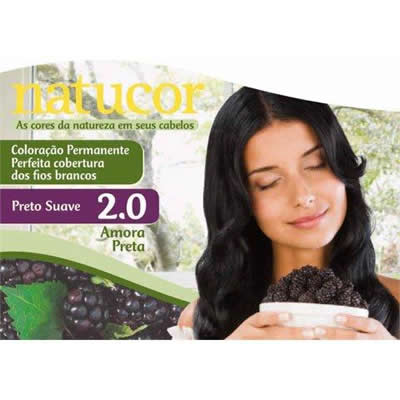 natucor
As cores da natureza em seus cabelos
Coloração Permanente
Perfeita cobertura
dos fios brancos
Preto Suave 2.0
Amora
Preta